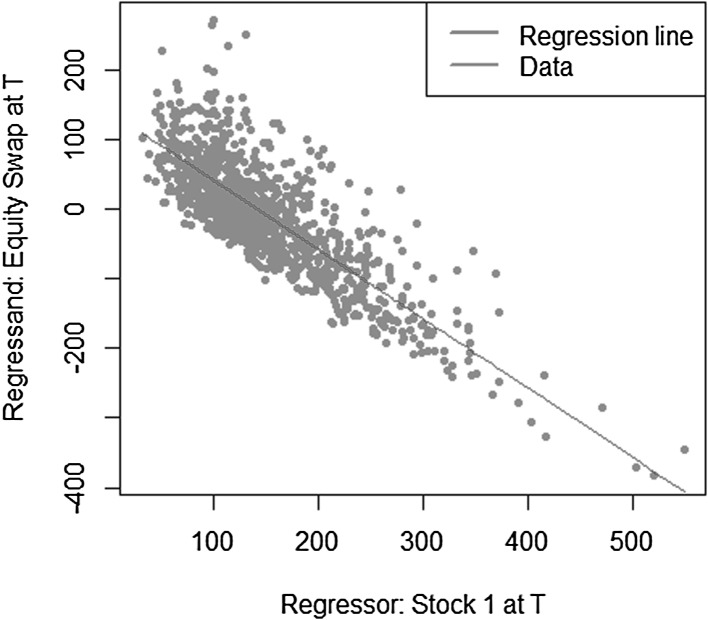 Regression line
Data
Regressand: Equity Swap at T
200
100
0
-200
-400
100
200
300
400
500
Regressor: Stock 1 at T